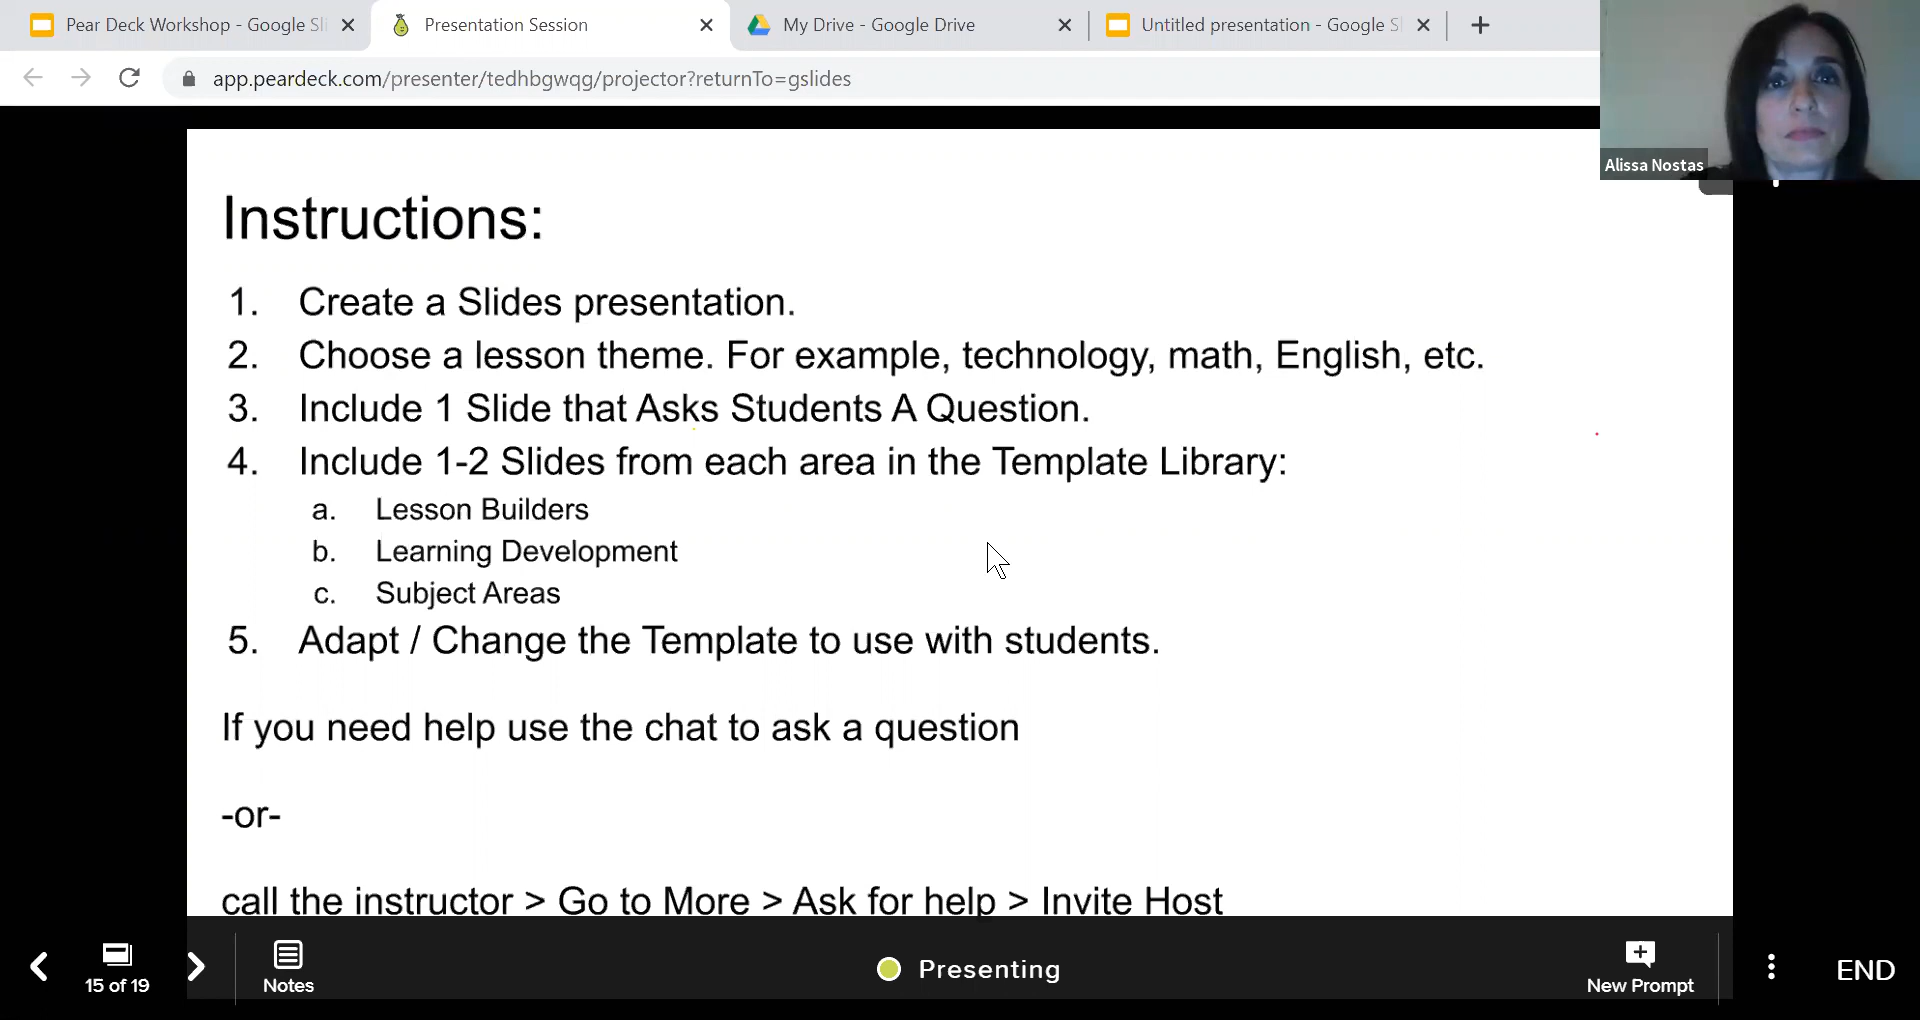 Pear Deck Workshop - Google Sli
Presentation Session
My Drive - Google Drive
Untitled presentation - Google S
app.peardeck.com/presenter/tedhbgwqg/projector?returnTo=gslides
Alissa Nostas
Instructions:
1. Create a Slides presentation.
2. Choose a lesson theme. For example, technology, math, English, etc.
3. Include 1 Slide that Asks Students A Question.
4. Include 1-2 Slides from each area in the Template Library:
a. Lesson Builders
b. Learning Development
c. Subject Areas
5. Adapt / Change the Template to use with students.
If you need help use the chat to ask a question
-or-
call the instructor > Go to More > Ask for help > Invite Host
15 of 19
Notes
Presenting
New Prompt
END